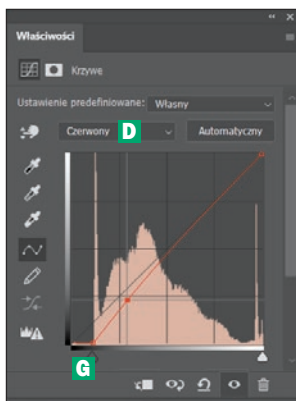 Właściwości
Krzywe
Ustawienie predefiniowane: Własny
Czerwony D Automatyczny
G